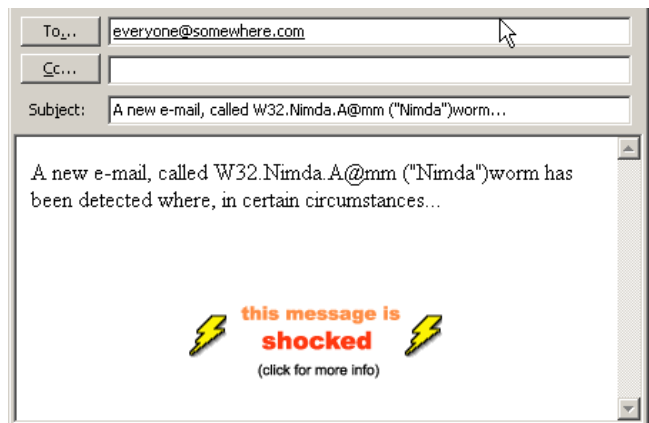 To... everyone@somewhere.com
Cc...
Subject: A new e-mail, called W32.Nimda.A@mm ("Nimda")worm...
A new e-mail, called W32.Nimda.A@mm ("Nimda")worm has
been detected where, in certain circumstances...
this message is
shocked
(click for more info)